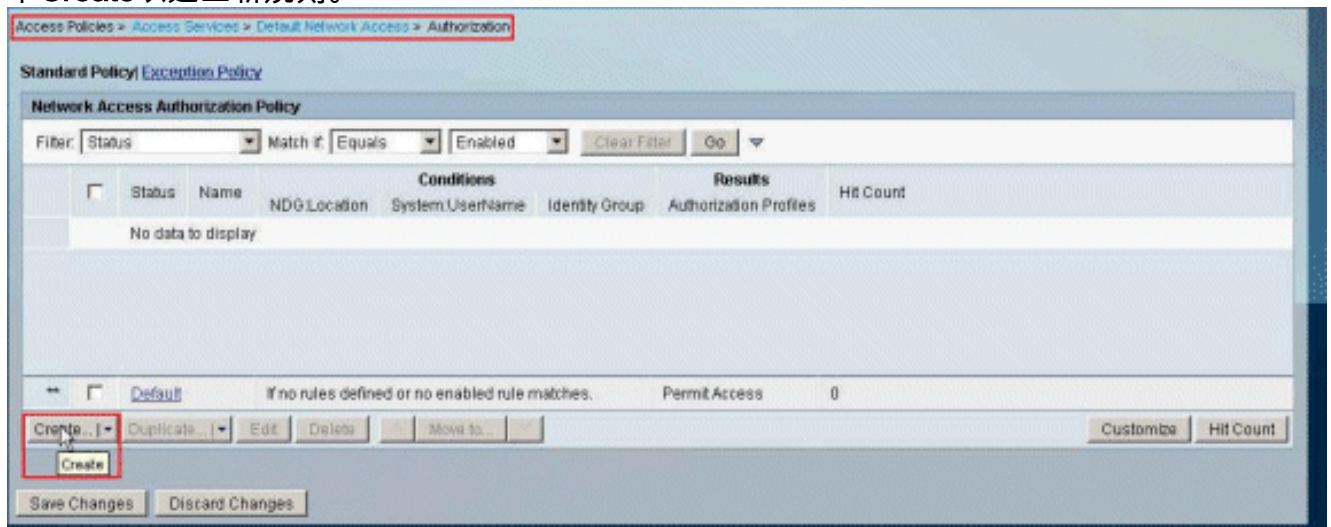 Access Policies > Access Services > Default Network Access > Authorization
Standard Policy| Exception Policy
Network Access Authorization Policy
Filter: Status Match if: Equals Enabled Clear Filter Go
Status Name Conditions Results Hit Count
NDG:Location System:UserName Identity Group Authorization Profiles
No data to display
Default If no rules defined or no enabled rule matches. Permit Access 0
Create... Duplicate... Edit Delete Move to... Customize Hit Count
Create
Save Changes Discard Changes